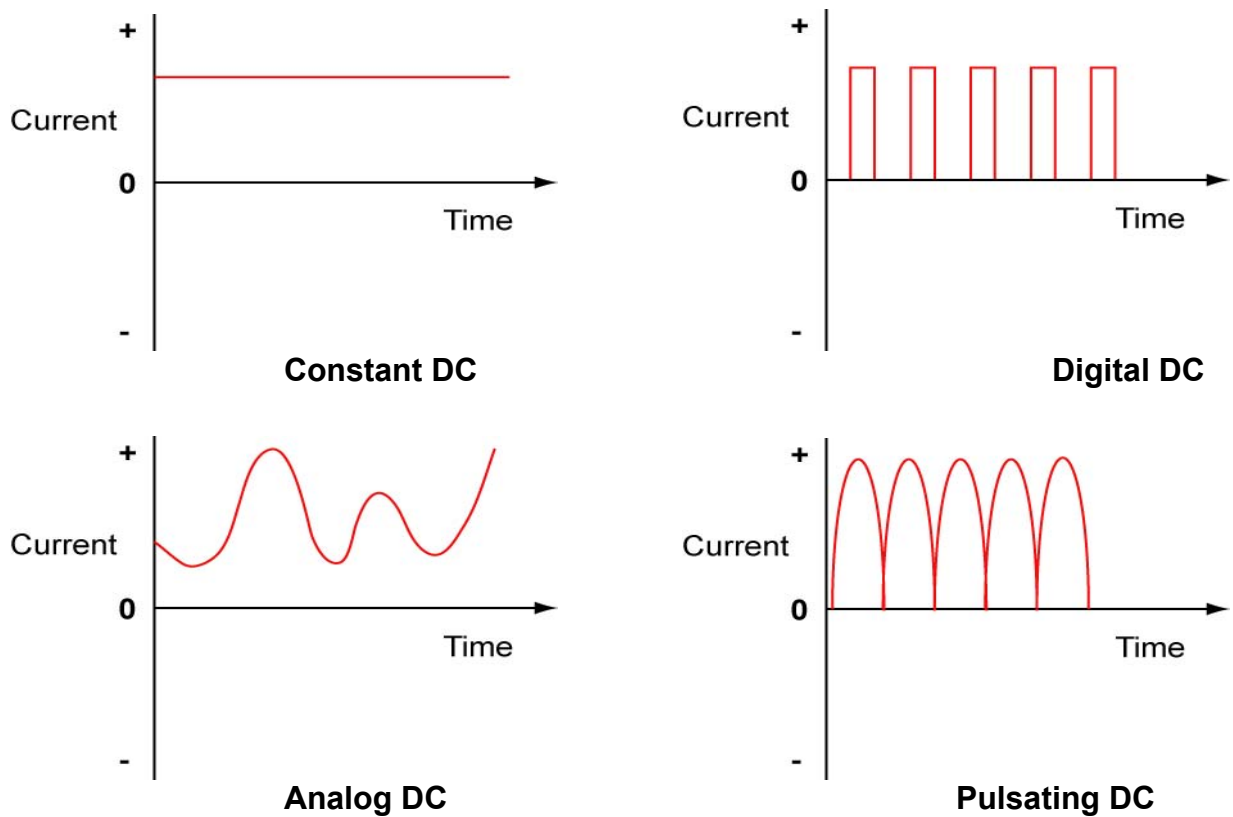 +
Current
0
Time
-
Constant DC
+
Current
0
Time
-
Digital DC
+
Current
0
Time
-
Analog DC
+
Current
0
Time
-
Pulsating DC